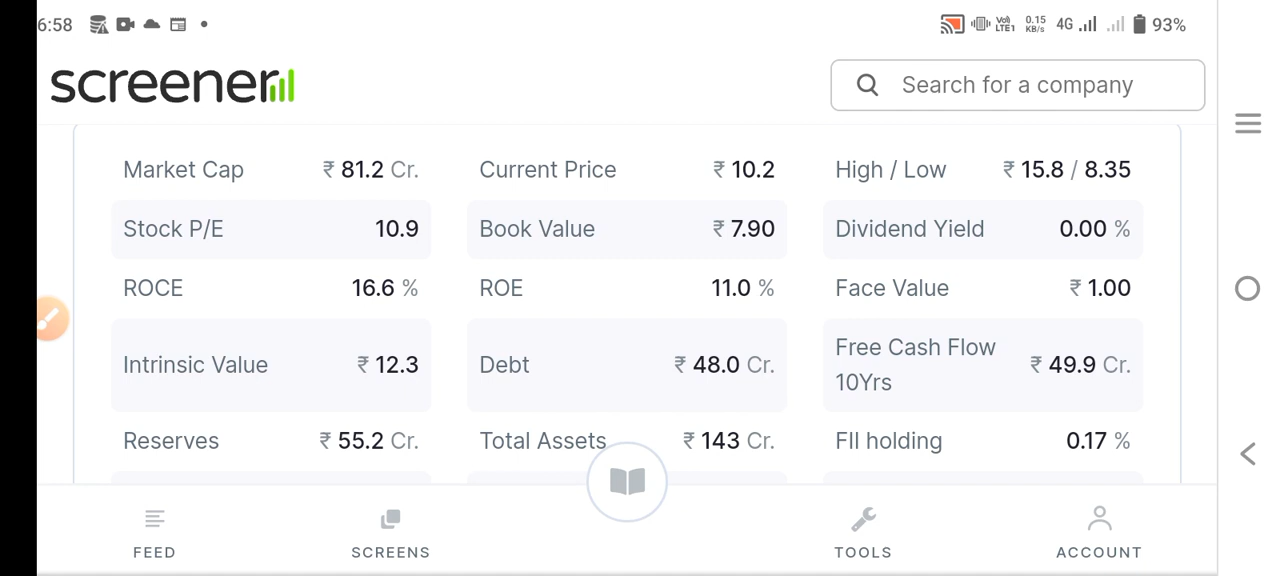 6:58 Vo) LTE1 0.15 KB/s 4G 93%
screener
Search for a company
Market Cap ₹ 81.2 Cr. Current Price ₹ 10.2 High / Low ₹ 15.8 / 8.35
Stock P/E 10.9 Book Value ₹ 7.90 Dividend Yield 0.00 %
ROCE 16.6 % ROE 11.0 % Face Value ₹ 1.00
Intrinsic Value ₹ 12.3 Debt ₹ 48.0 Cr. Free Cash Flow 10Yrs ₹ 49.9 Cr.
Reserves ₹ 55.2 Cr. Total Assets ₹ 143 Cr. FII holding 0.17 %
FEED SCREENS TOOLS ACCOUNT